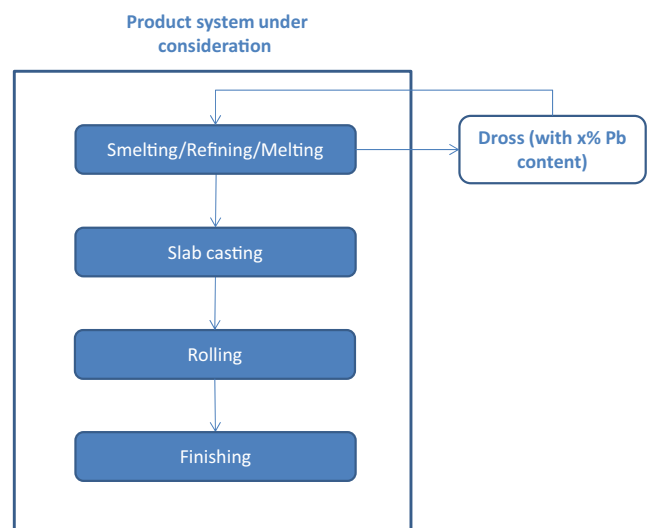 Product system under
consideration
Smelting/Refining/Melting
Dross (with x% Pb
content)
Slab casting
Rolling
Finishing